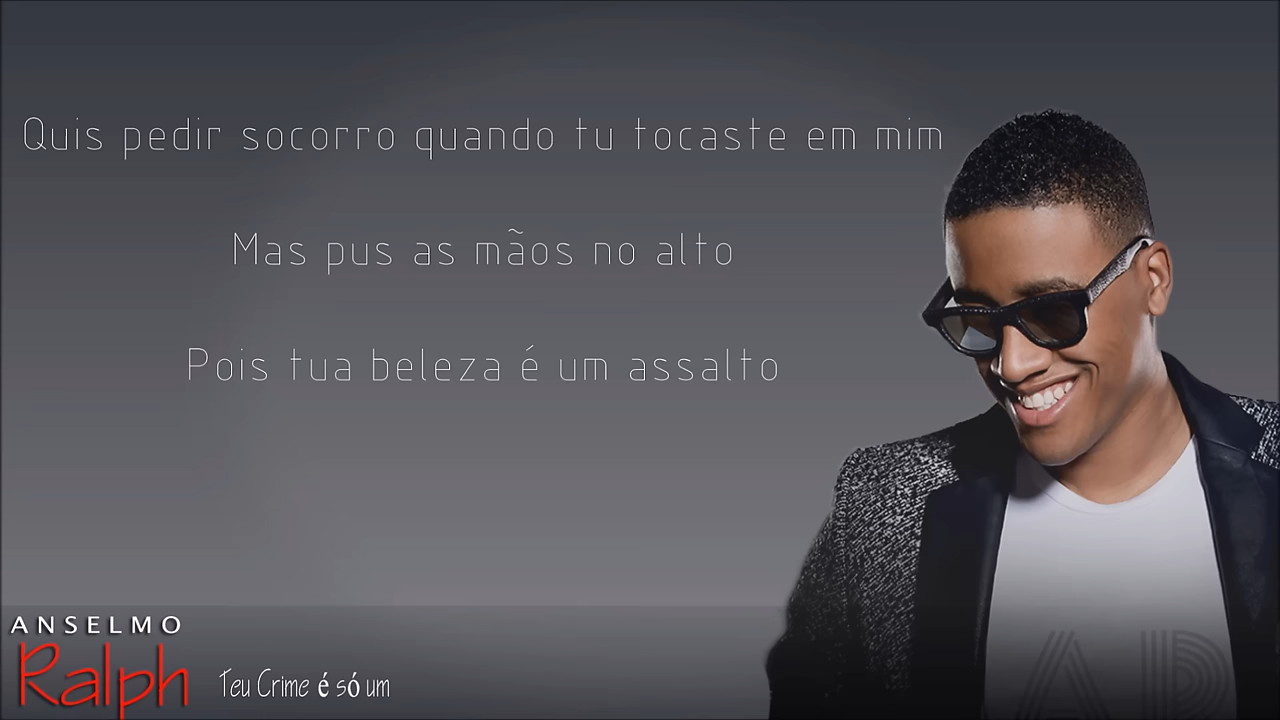 Quis pedir socorro quando tu tocaste em mim
Mas pus as mãos no alto
Pois tua beleza é um assalto
ANSELMO
Ralph
Teu Crime é só um
AR